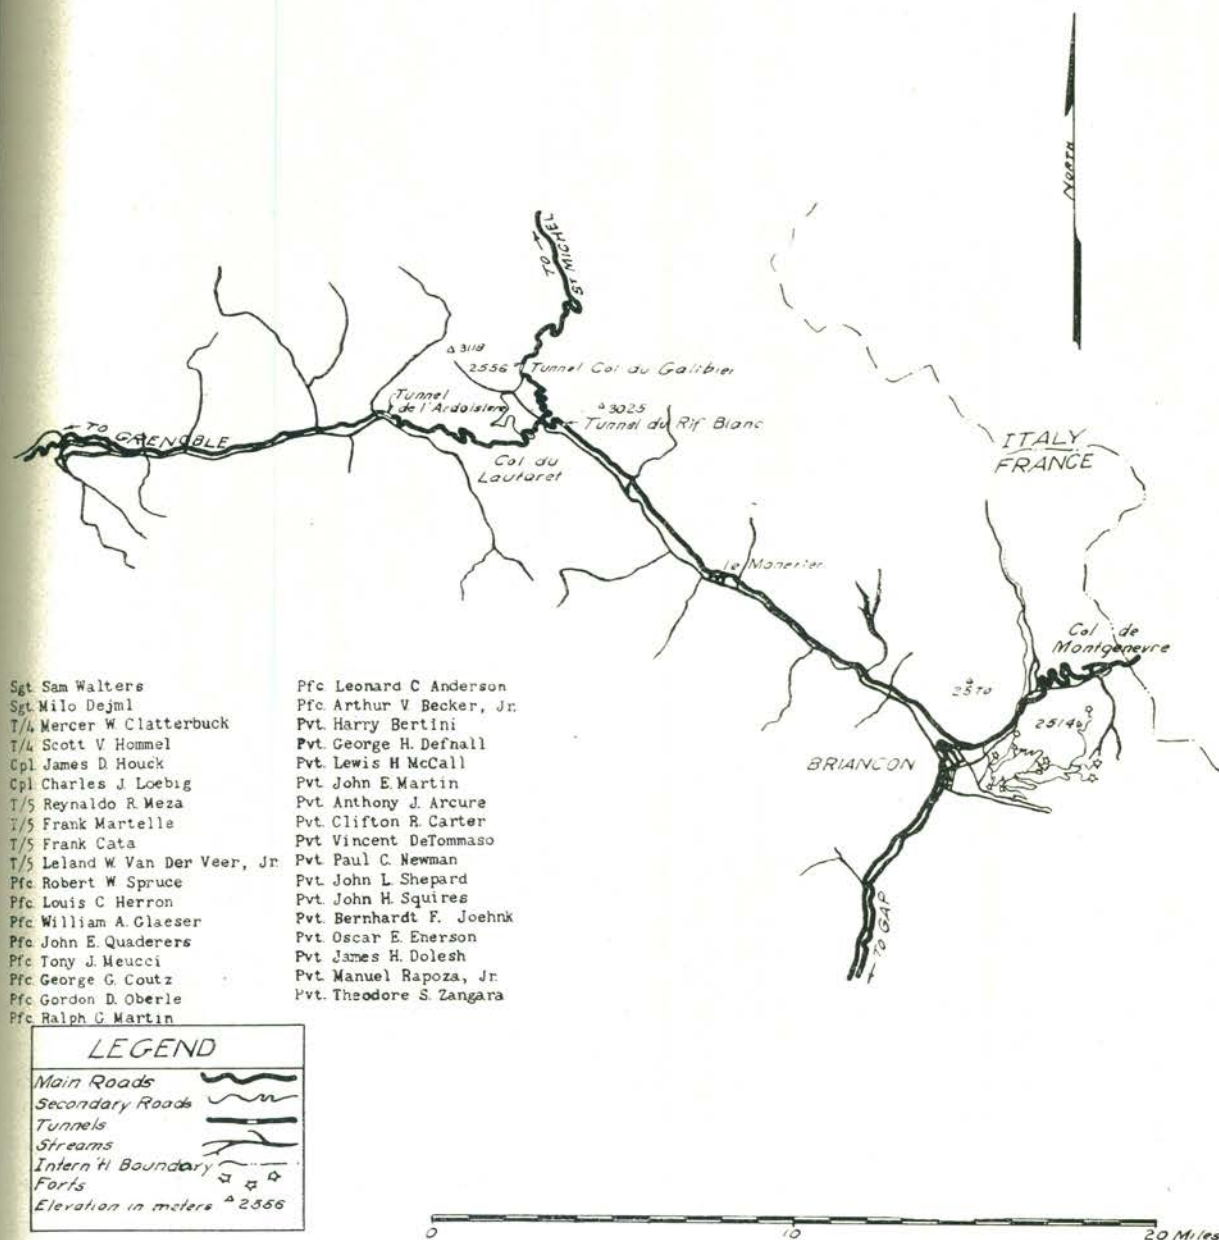 NORTH
TO
ST MICHEL
△ 3118
2556
Tunnel Col du Galibier
Tunnel
de l'Ardoisiere
△ 3025
Tunnel du Rif Blanc
TO
GRENOBLE
ITALY
FRANCE
Col du
Lautaret
le Monetier
Col de
Montgenevre
2570
2514
BRIANCON
TO GAP
Sgt. Sam Walters
Sgt. Milo Dejml
T/4 Mercer W. Clatterbuck
T/4 Scott V. Hommel
Cpl. James D. Houck
Cpl. Charles J. Loebig
T/5 Reynaldo R. Meza
T/5 Frank Martelle
T/5 Frank Cata
T/5 Leland W. Van Der Veer, Jr.
Pfc. Robert W. Spruce
Pfc. Louis C. Herron
Pfc. William A. Glaeser
Pfc. John E. Quaderers
Pfc. Tony J. Meucci
Pfc. George G. Coutz
Pfc. Gordon D. Oberle
Pfc. Ralph G. Martin
Pfc. Leonard C. Anderson
Pfc. Arthur V. Becker, Jr.
Pvt. Harry Bertini
Pvt. George H. Defnall
Pvt. Lewis H. McCall
Pvt. John E. Martin
Pvt. Anthony J. Arcure
Pvt. Clifton R. Carter
Pvt. Vincent DeTommaso
Pvt. Paul C. Newman
Pvt. John L. Shepard
Pvt. John H. Squires
Pvt. Bernhardt F. Joehnk
Pvt. Oscar E. Enerson
Pvt. James H. Dolesh
Pvt. Manuel Rapoza, Jr.
Pvt. Theodore S. Zangara
LEGEND
Main Roads
Secondary Roads
Tunnels
Streams
Intern'tl Boundary
Forts
Elevation in meters △ 2566
0 10 20 Miles